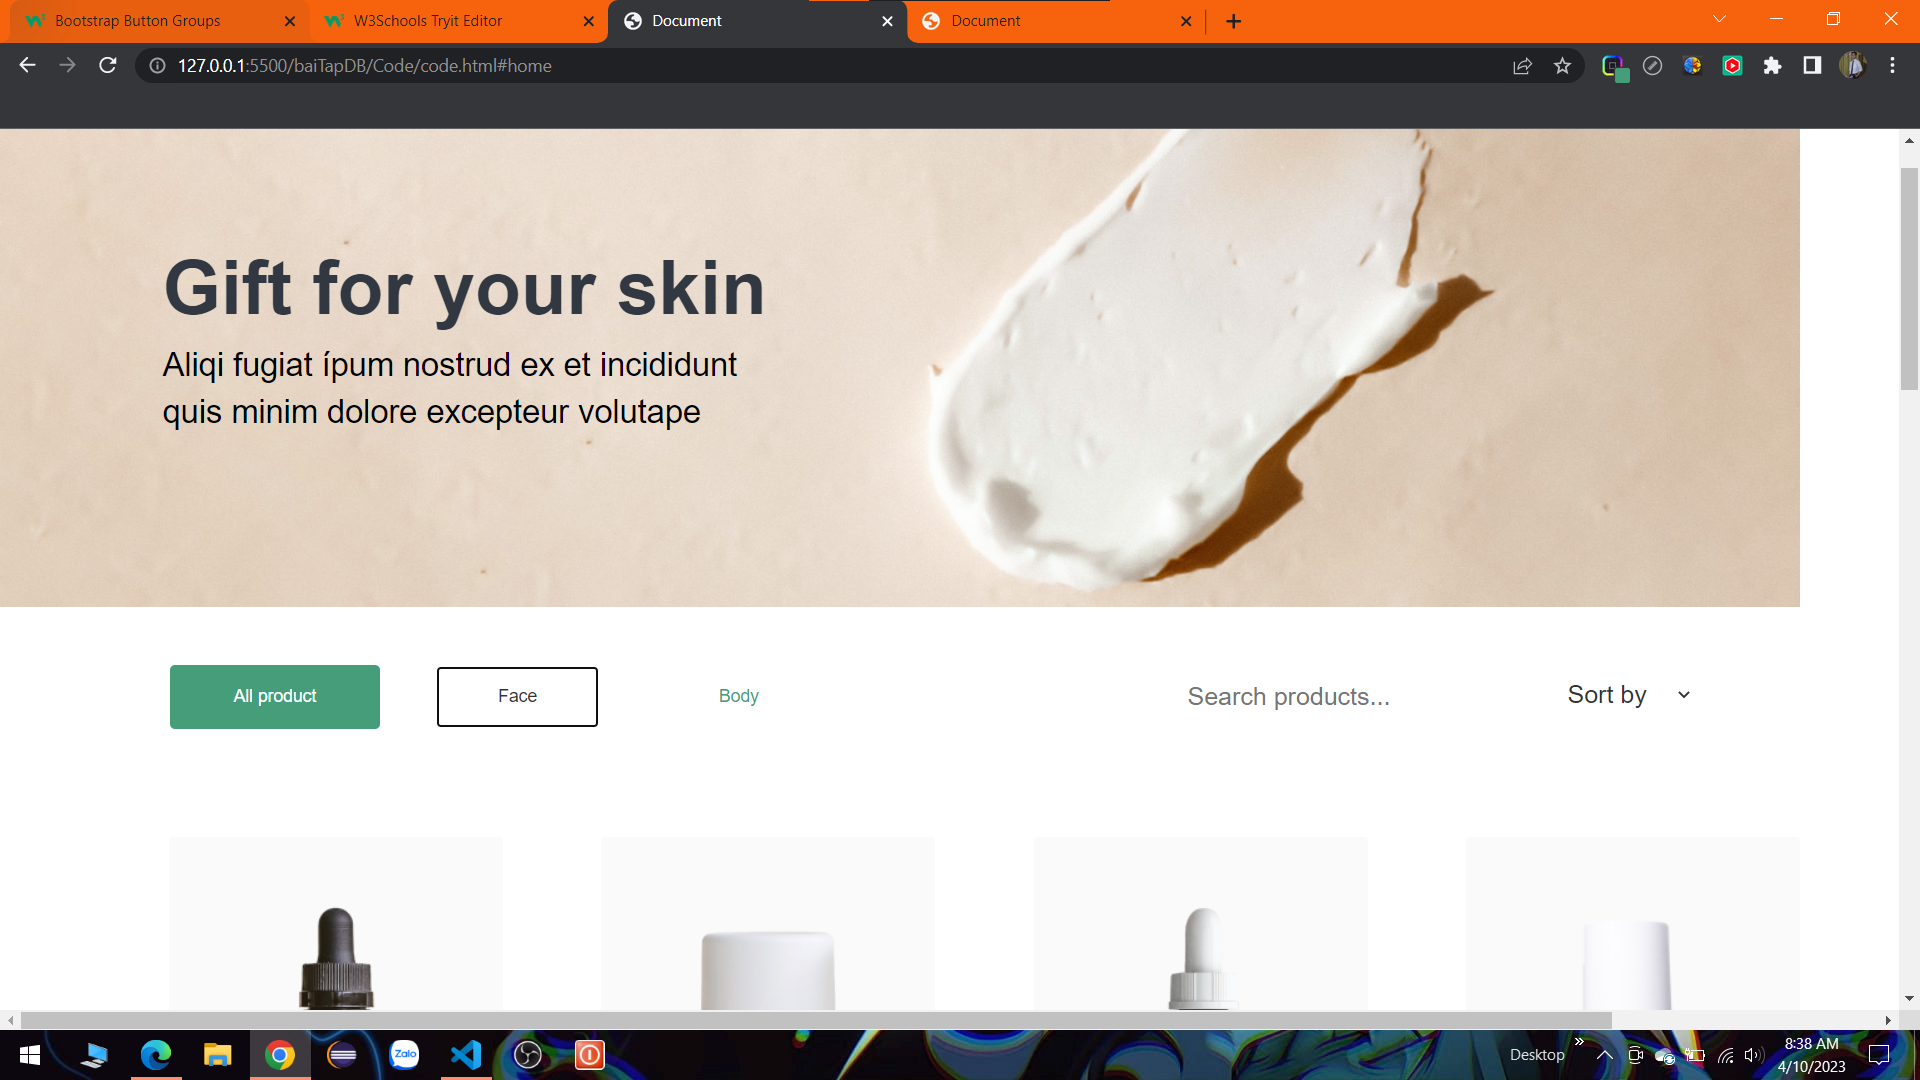 Bootstrap Button Groups
W3Schools Tryit Editor
Document
Document
127.0.0.1:5500/baiTapDB/Code/code.html#home
Gift for your skin
Aliqi fugiat ípum nostrud ex et incididunt
quis minim dolore excepteur volutape
All product
Face
Body
Search products...
Sort by
Zalo
Desktop
8:38 AM
4/10/2023